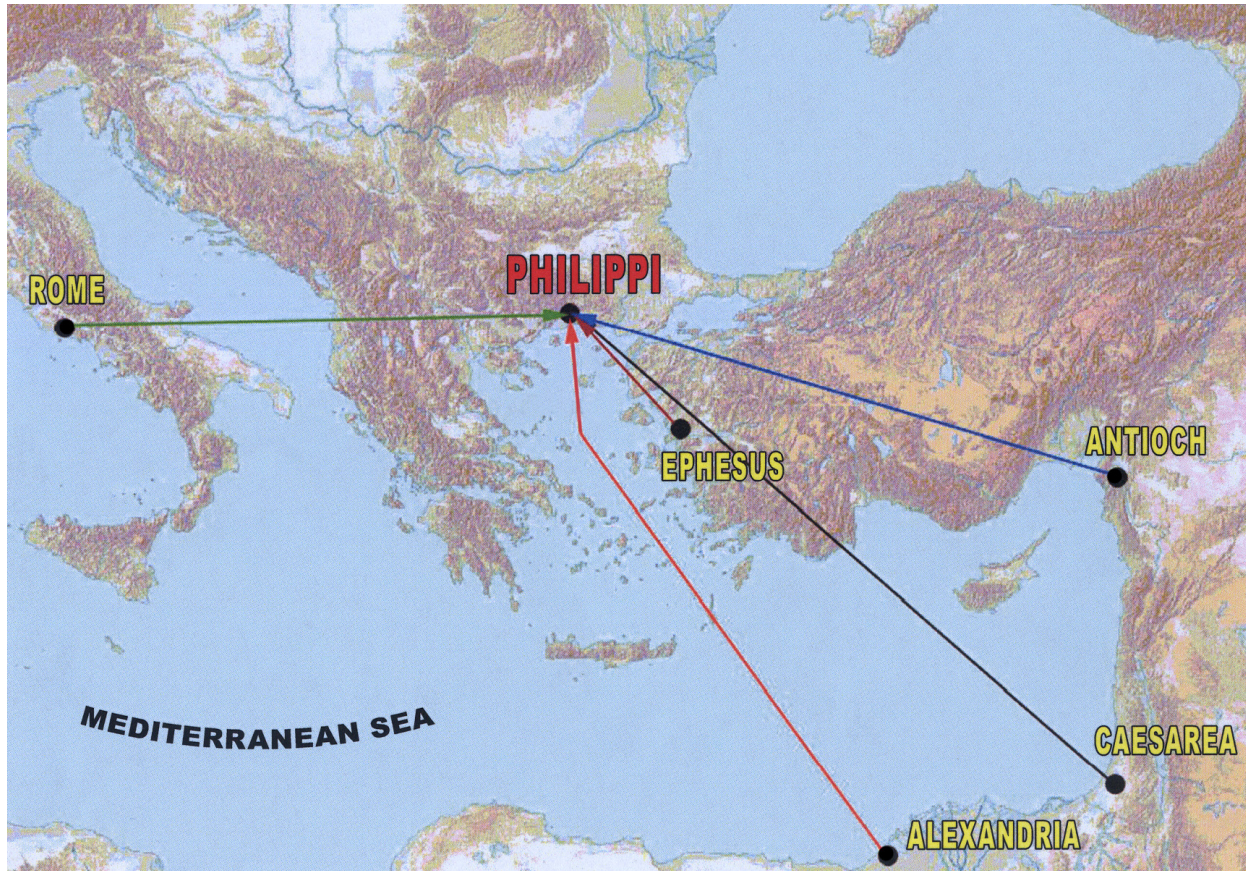 PHILIPPI
ROME
ANTIOCH
EPHESUS
MEDITERRANEAN SEA
CAESAREA
ALEXANDRIA